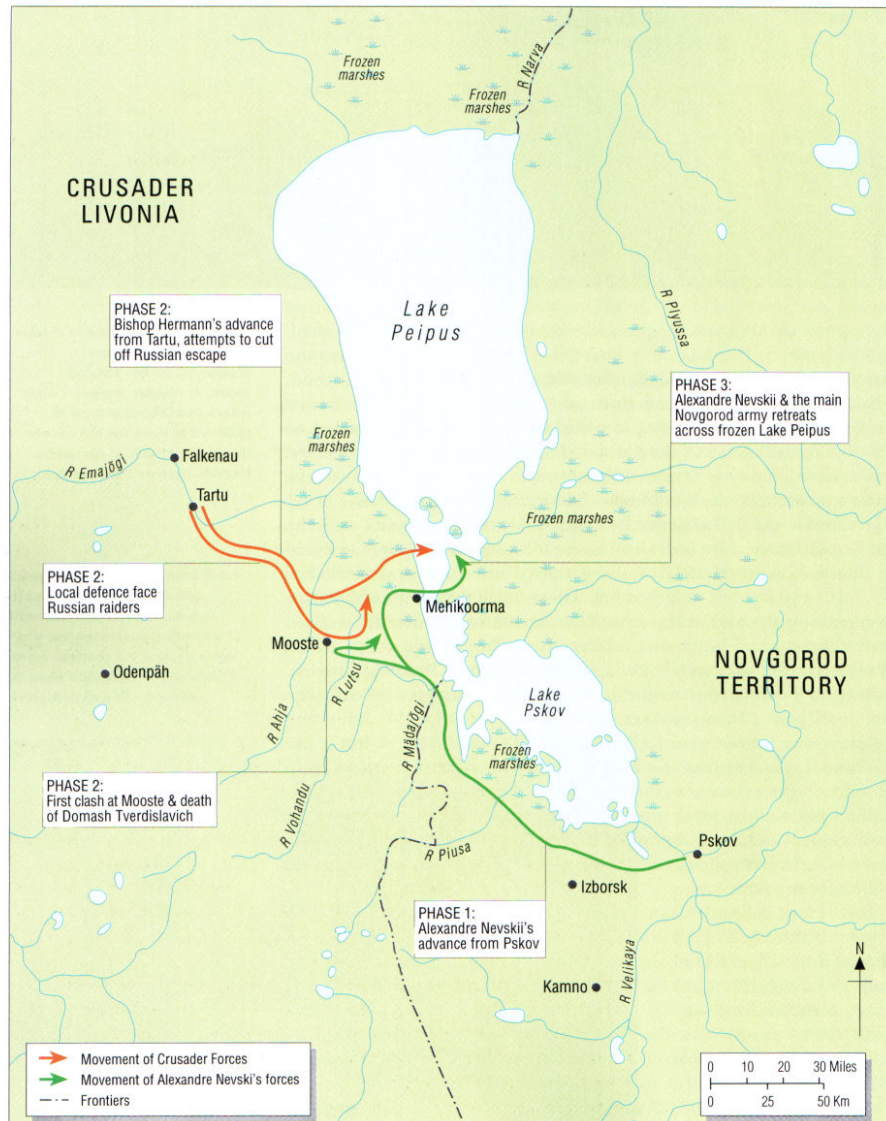 Frozen
marshes
R Narva
Frozen
marshes
CRUSADER
LIVONIA
Lake
Peipus
R Plyussa
PHASE 2:
Bishop Hermann's advance
from Tartu, attempts to cut
off Russian escape
PHASE 3:
Alexandre Nevskii & the main
Novgorod army retreats
across frozen Lake Peipus
Frozen
marshes
Falkenau
R Emajõgi
Tartu
Frozen marshes
PHASE 2:
Local defence face
Russian raiders
Mehikoorma
Mooste
Odenpäh
R Lutsu
NOVGOROD
TERRITORY
Lake
Pskov
R Ahja
R Mädajõgi
Frozen
marshes
PHASE 2:
First clash at Mooste & death
of Domash Tverdislavich
R Vohandu
R Piusa
Pskov
Izborsk
PHASE 1:
Alexandre Nevskii's
advance from Pskov
R Velikaya
Kamno
N
Movement of Crusader Forces
Movement of Alexandre Nevski's forces
Frontiers
0 10 20 30 Miles
0 25 50 Km